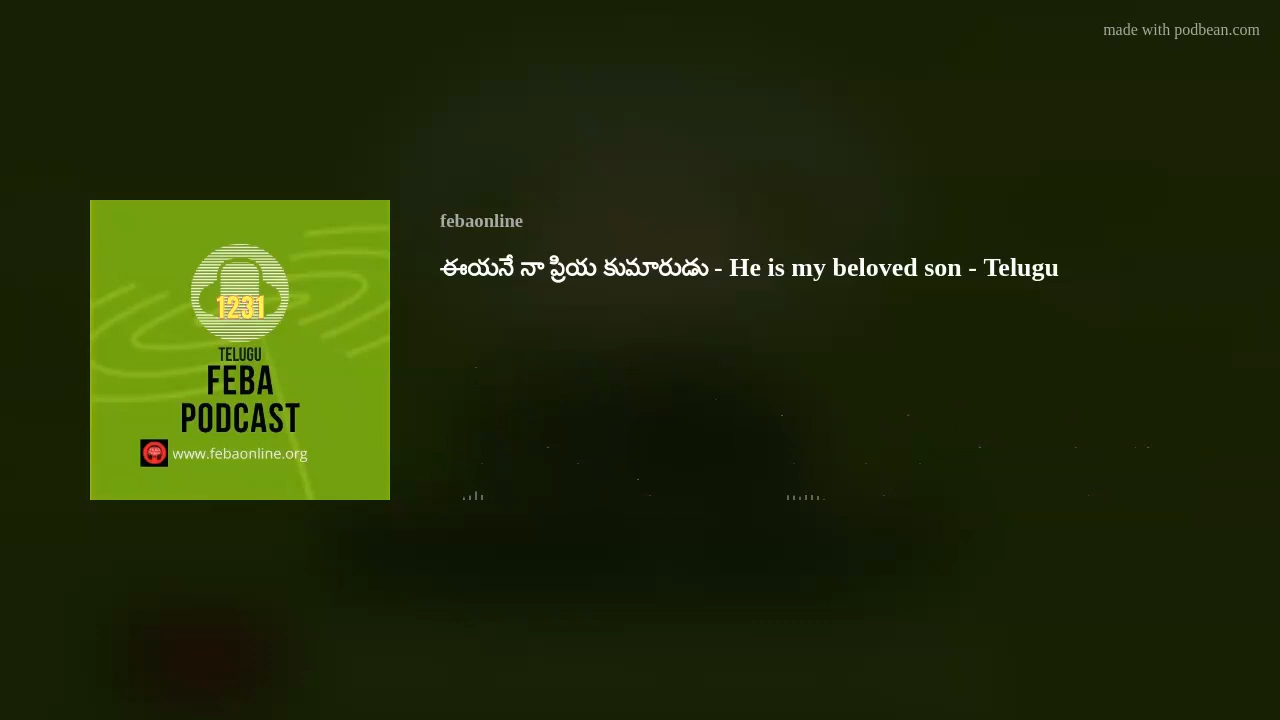 made with podbean.com
febaonline
ఈయనే నా ప్రియ కుమారుడు - He is my beloved son - Telugu
1231
TELUGU
FEBA
PODCAST
www.febaonline.org